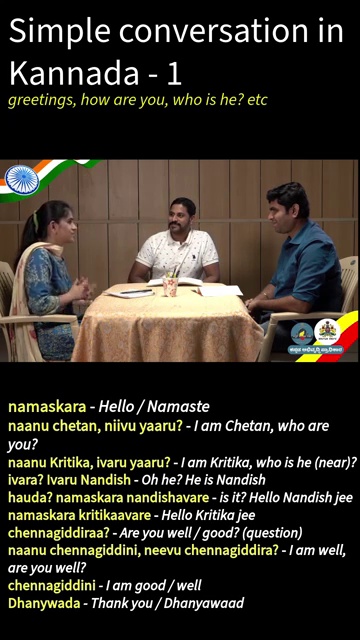 Simple conversation in
Kannada - 1
greetings, how are you, who is he? etc
namaskara - Hello / Namaste
naanu chetan, niivu yaaru? - I am Chetan, who are
you?
naanu Kritika, ivaru yaaru? - I am Kritika, who is he (near)?
ivara? Ivaru Nandish - Oh he? He is Nandish
hauda? namaskara nandishavare - is it? Hello Nandish jee
namaskara kritikaavare - Hello Kritika jee
chennagiddiraa? - Are you well / good? (question)
naanu chennagiddini, neevu chennagiddira? - I am well,
are you well?
chennagiddini - I am good / well
Dhanywada - Thank you / Dhanyawaad